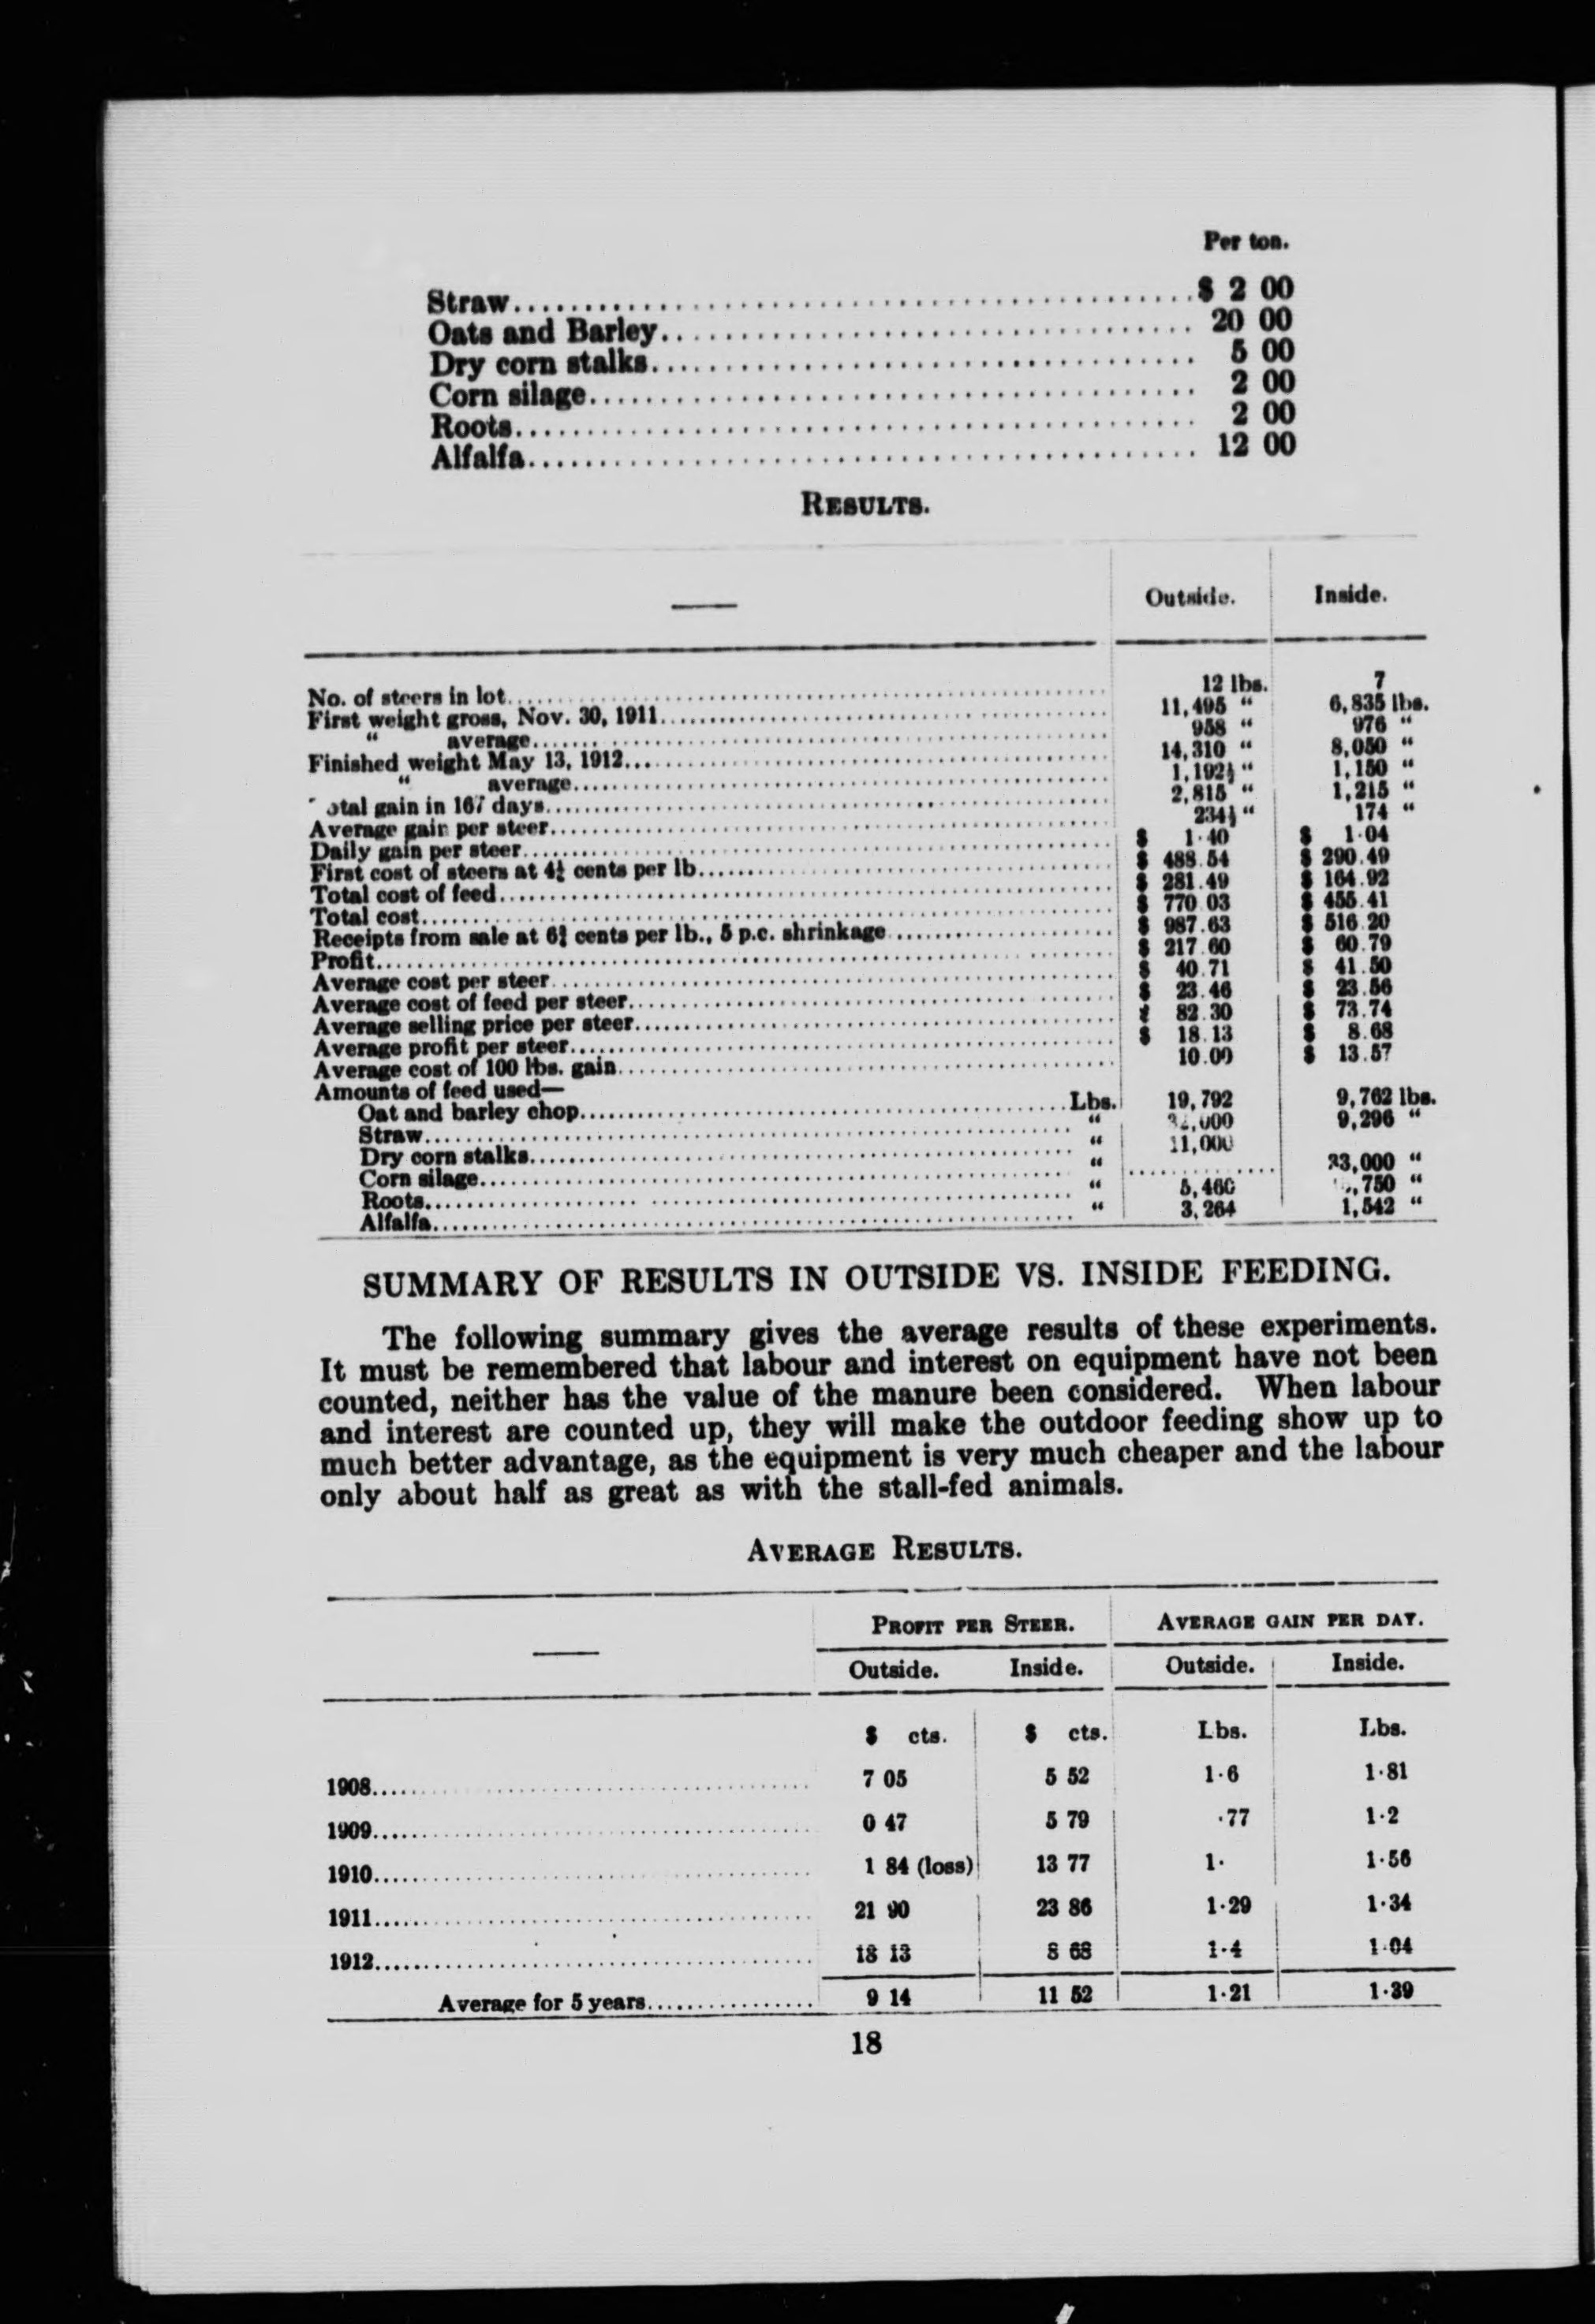 Per ton.
Straw.......... $ 2 00
Oats and Barley.......... 20 00
Dry corn stalks.......... 5 00
Corn silage.......... 2 00
Roots.......... 2 00
Alfalfa.......... 12 00
RESULTS.
— Outside. Inside.
No. of steers in lot.......... 12 lbs. 7
First weight gross, Nov. 30, 1911.......... 11,495 “ 6,835 lbs.
“ average.......... 958 “ 976 “
Finished weight May 13, 1912.......... 14,310 “ 8,050 “
“ average.......... 1,192½ “ 1,150 “
otal gain in 167 days.......... 2,815 “ 1,215 “
Average gain per steer.......... 234½ “ 174 “
Daily gain per steer.......... $ 1·40 $ 1·04
First cost of steers at 4¼ cents per lb.......... $ 488.54 $ 290.49
Total cost of feed.......... $ 281.49 $ 164.92
Total cost.......... $ 770 03 $ 455.41
Receipts from sale at 6¾ cents per lb., 5 p.c. shrinkage.......... $ 987.63 $ 516 20
Profit.......... $ 217.60 $ 60.79
Average cost per steer.......... $ 40.71 $ 41.50
Average cost of feed per steer.......... $ 23.46 $ 23.56
Average selling price per steer.......... $ 82.30 $ 73.74
Average profit per steer.......... $ 18.13 $ 8.68
Average cost of 100 lbs. gain.......... 10.00 $ 13.57
Amounts of feed used—
Oat and barley chop.......... Lbs. 19,792 9,762 lbs.
Straw.......... “ 9,296 “
Dry corn stalks.......... “ 11,000
Corn silage.......... “ .......... 33,000 “
Roots.......... “ 5,460 “
Alfalfa.......... “ 3,264 1,542 “
SUMMARY OF RESULTS IN OUTSIDE VS. INSIDE FEEDING.
The following summary gives the average results of these experiments.
It must be remembered that labour and interest on equipment have not been
counted, neither has the value of the manure been considered. When labour
and interest are counted up, they will make the outdoor feeding show up to
much better advantage, as the equipment is very much cheaper and the labour
only about half as great as with the stall-fed animals.
AVERAGE RESULTS.
— PROFIT PER STEER. AVERAGE GAIN PER DAY.
Outside. Inside. Outside. Inside.
$ cts. $ cts. Lbs. Lbs.
1908.......... 7 05 5 52 1·6 1·81
1909.......... 0 47 5 79 ·77 1·2
1910.......... 1 84 (loss) 13 77 1· 1·56
1911.......... 21 90 23 86 1·29 1·34
1912.......... 18 13 8 68 1·4 1·04
Average for 5 years.......... 9 14 11 52 1·21 1·39
18